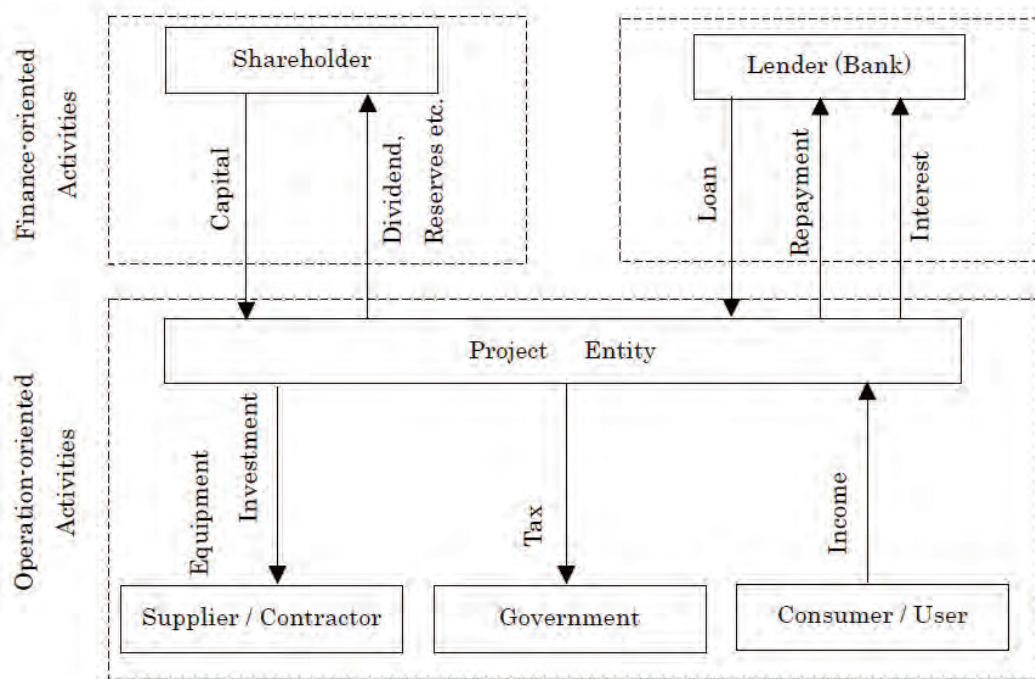 Finance-oriented
Activities
Shareholder
Lender (Bank)
Capital
Dividend,
Reserves etc.
Loan
Repayment
Interest
Operation-oriented
Activities
Project Entity
Equipment
Investment
Tax
Income
Supplier / Contractor
Government
Consumer / User